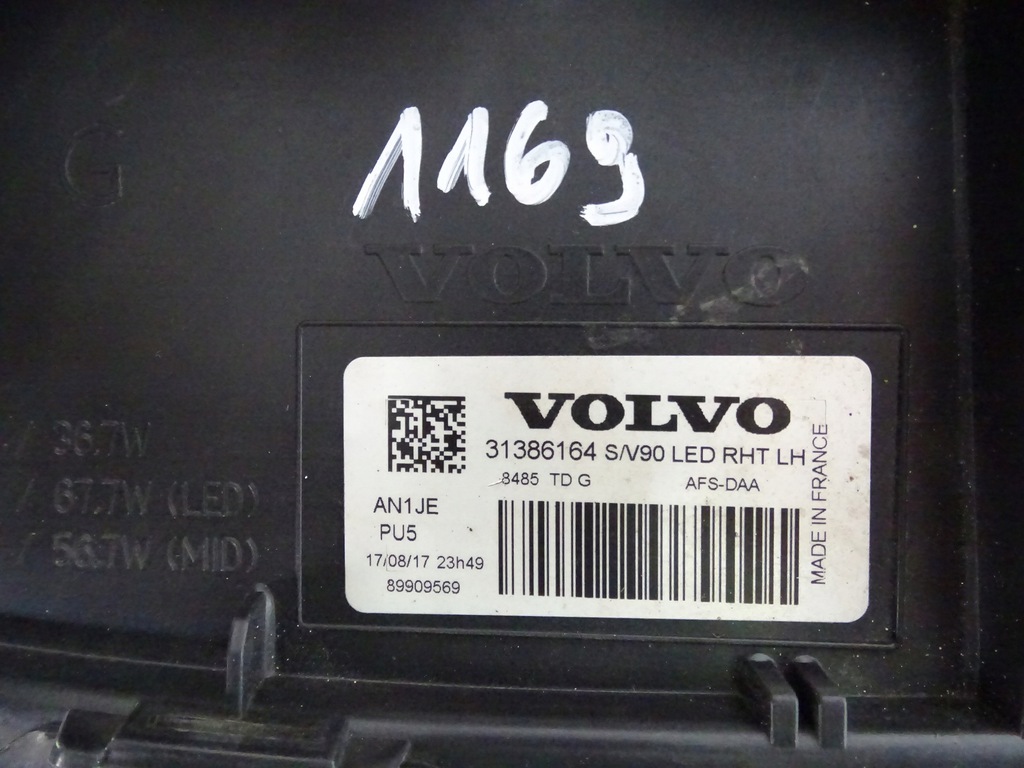 1169
G
VOLVO
VOLVO
31386164 S/V90 LED RHT LH
8485 TD G AFS-DAA
AN1JE
PU5
17/08/17 23h49
89909569
MADE IN FRANCE
/ 36.7W
/ 67.7W (LED)
/ 56.7W (MID)